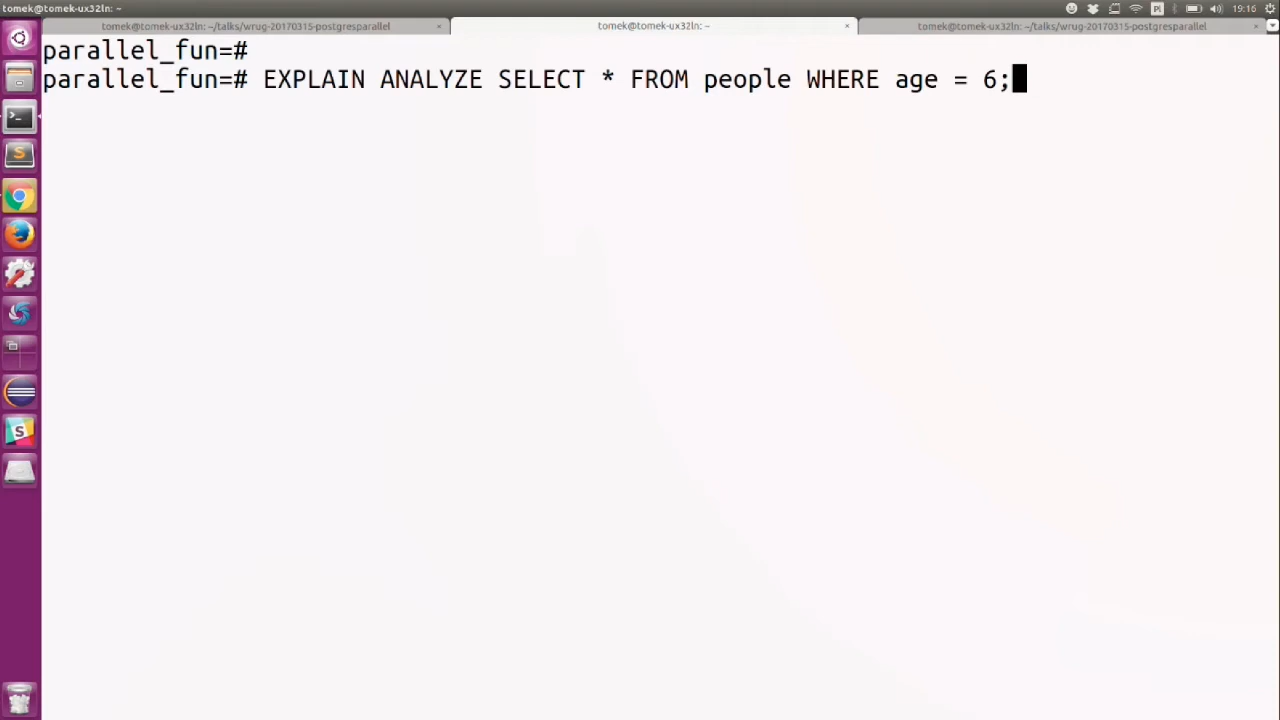 tomek@tomek-ux32ln: ~
Pl
19:16
tomek@tomek-ux32ln: ~/talks/wrug-20170315-postgresparallel
tomek@tomek-ux32ln: ~
tomek@tomek-ux32ln: ~/talks/wrug-20170315-postgresparallel
parallel_fun=#
parallel_fun=# EXPLAIN ANALYZE SELECT * FROM people WHERE age = 6;